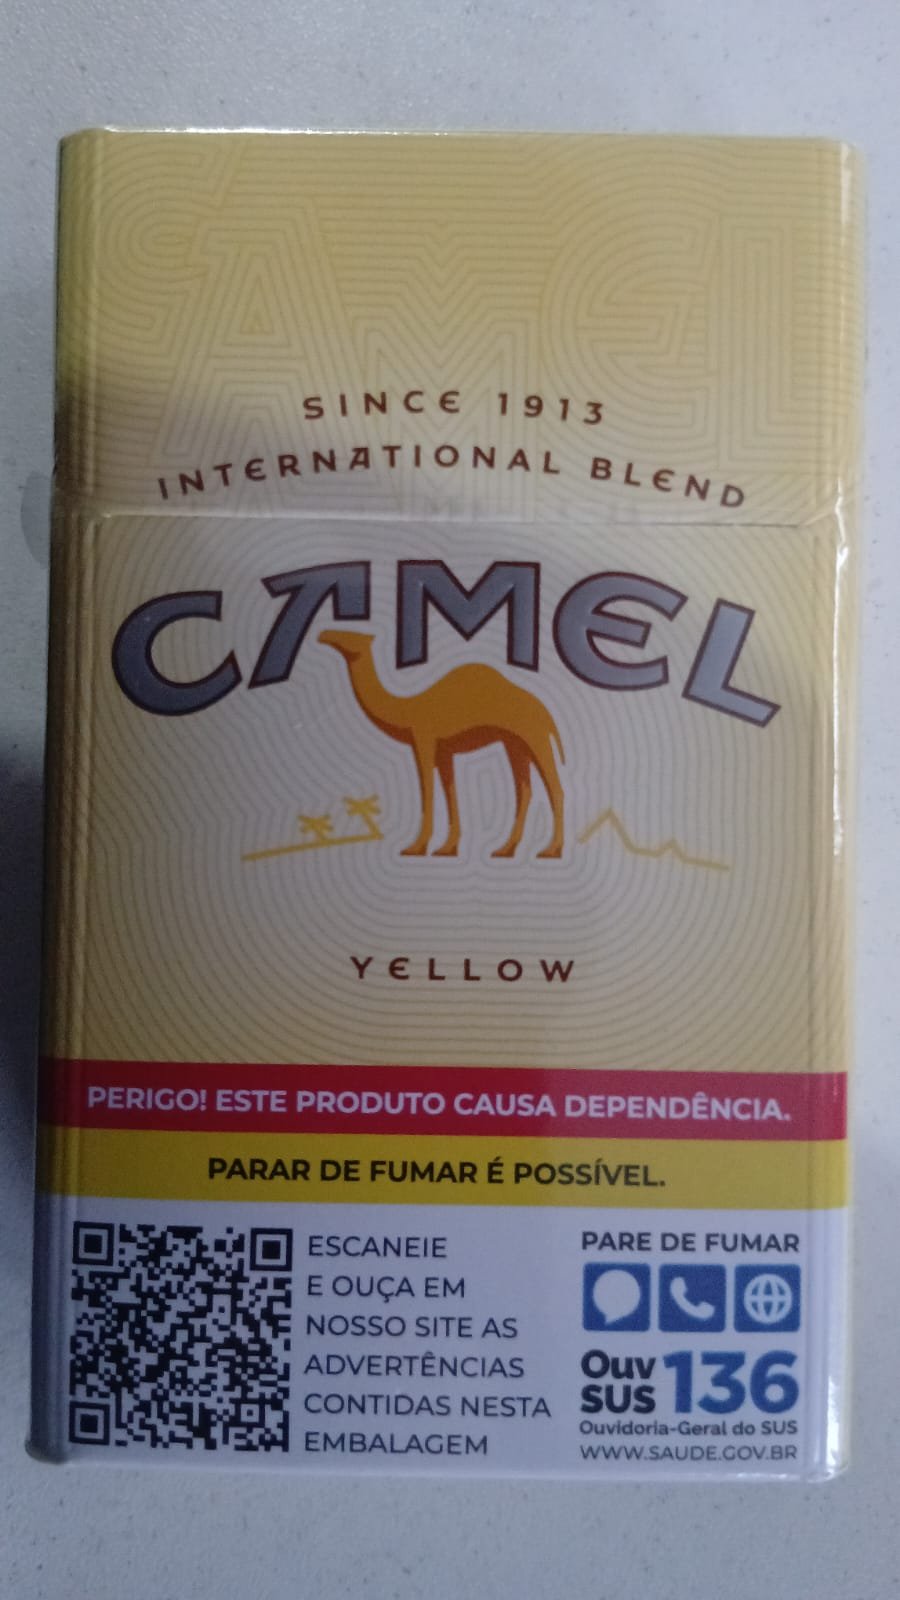 CAMEL
SINCE 1913
INTERNATIONAL BLEND
CAMEL
YELLOW
PERIGO! ESTE PRODUTO CAUSA DEPENDÊNCIA.
PARAR DE FUMAR É POSSÍVEL.
ESCANEIE
E OUÇA EM
NOSSO SITE AS
ADVERTÊNCIAS
CONTIDAS NESTA
EMBALAGEM
PARE DE FUMAR
Ouv
SUS 136
Ouvidoria-Geral do SUS
WWW.SAUDE.GOV.BR